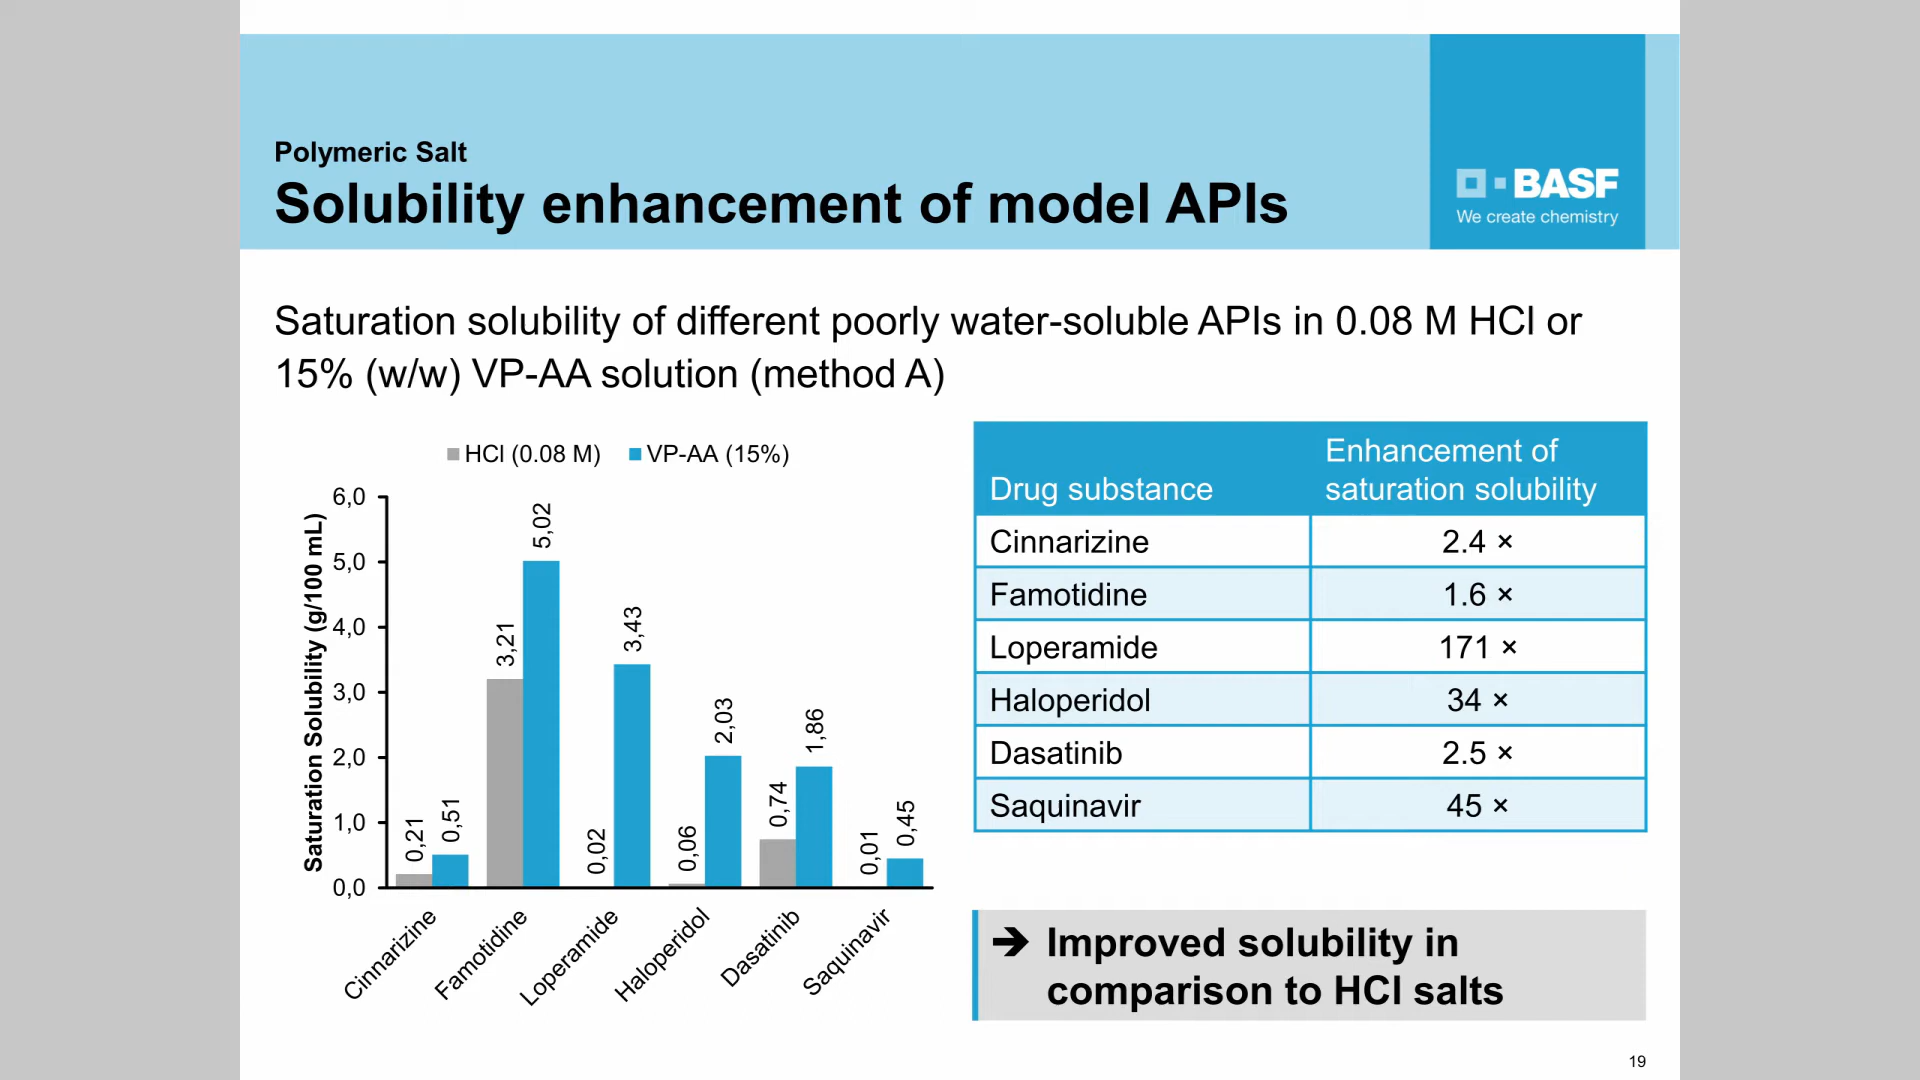 Polymeric Salt
Solubility enhancement of model APIs
BASF
We create chemistry
Saturation solubility of different poorly water-soluble APIs in 0.08 M HCl or
15% (w/w) VP-AA solution (method A)
HCl (0.08 M) VP-AA (15%)
Saturation Solubility (g/100 mL)
6,0
5,0
4,0
3,0
2,0
1,0
0,0
0,21 0,51
3,21 5,02
0,02 3,43
0,06 2,03
0,74 1,86
0,01 0,45
Cinnarizine
Famotidine
Loperamide
Haloperidol
Dasatinib
Saquinavir
Drug substance Enhancement of
saturation solubility
Cinnarizine 2.4 ×
Famotidine 1.6 ×
Loperamide 171 ×
Haloperidol 34 ×
Dasatinib 2.5 ×
Saquinavir 45 ×
➔ Improved solubility in
comparison to HCl salts
19